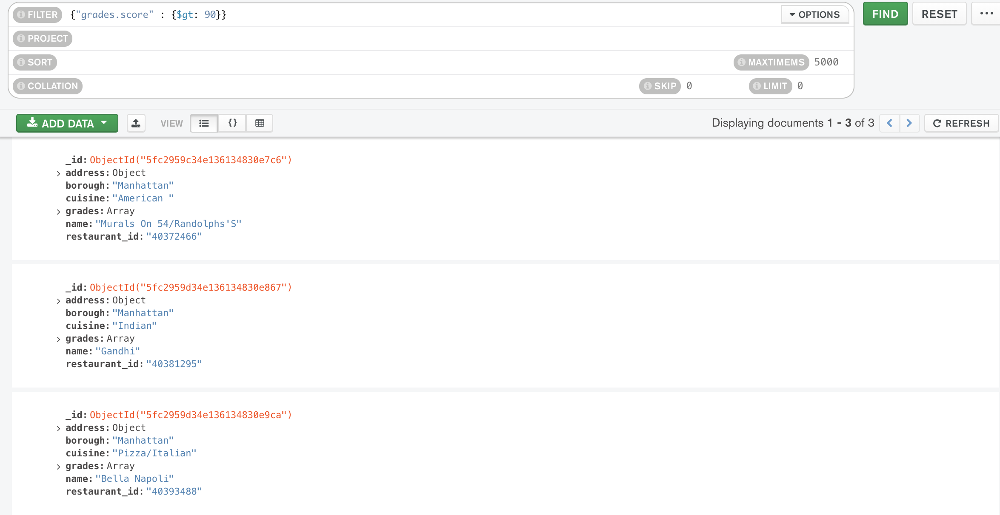 FILTER {"grades.score" : {$gt: 90}} OPTIONS FIND RESET ...
PROJECT
SORT MAXTIMEMS 5000
COLLATION SKIP 0 LIMIT 0
ADD DATA VIEW {} Displaying documents 1 - 3 of 3 REFRESH
_id: ObjectId("5fc2959c34e136134830e7c6")
address: Object
borough: "Manhattan"
cuisine: "American "
grades: Array
name: "Murals On 54/Randolphs'S"
restaurant_id: "40372466"
_id: ObjectId("5fc2959d34e136134830e867")
address: Object
borough: "Manhattan"
cuisine: "Indian"
grades: Array
name: "Gandhi"
restaurant_id: "40381295"
_id: ObjectId("5fc2959d34e136134830e9ca")
address: Object
borough: "Manhattan"
cuisine: "Pizza/Italian"
grades: Array
name: "Bella Napoli"
restaurant_id: "40393488"